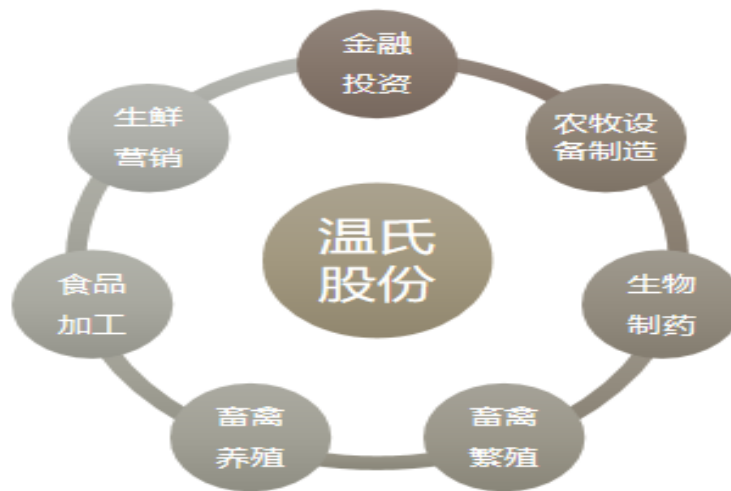 金融
投资
农牧设
备制造
生物
制药
畜禽
繁殖
畜禽
养殖
食品
加工
生鲜
营销
温氏
股份